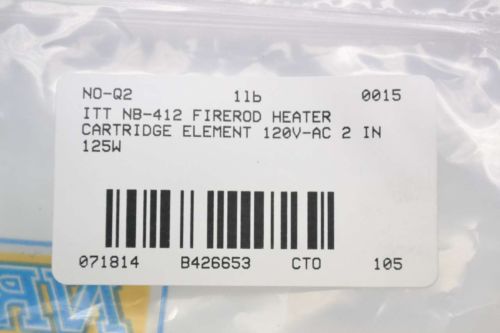 NO-Q2 1lb 0015
ITT NB-412 FIREROD HEATER
CARTRIDGE ELEMENT 120V-AC 2 IN
125W
071814 B426653 CTO 105
NR